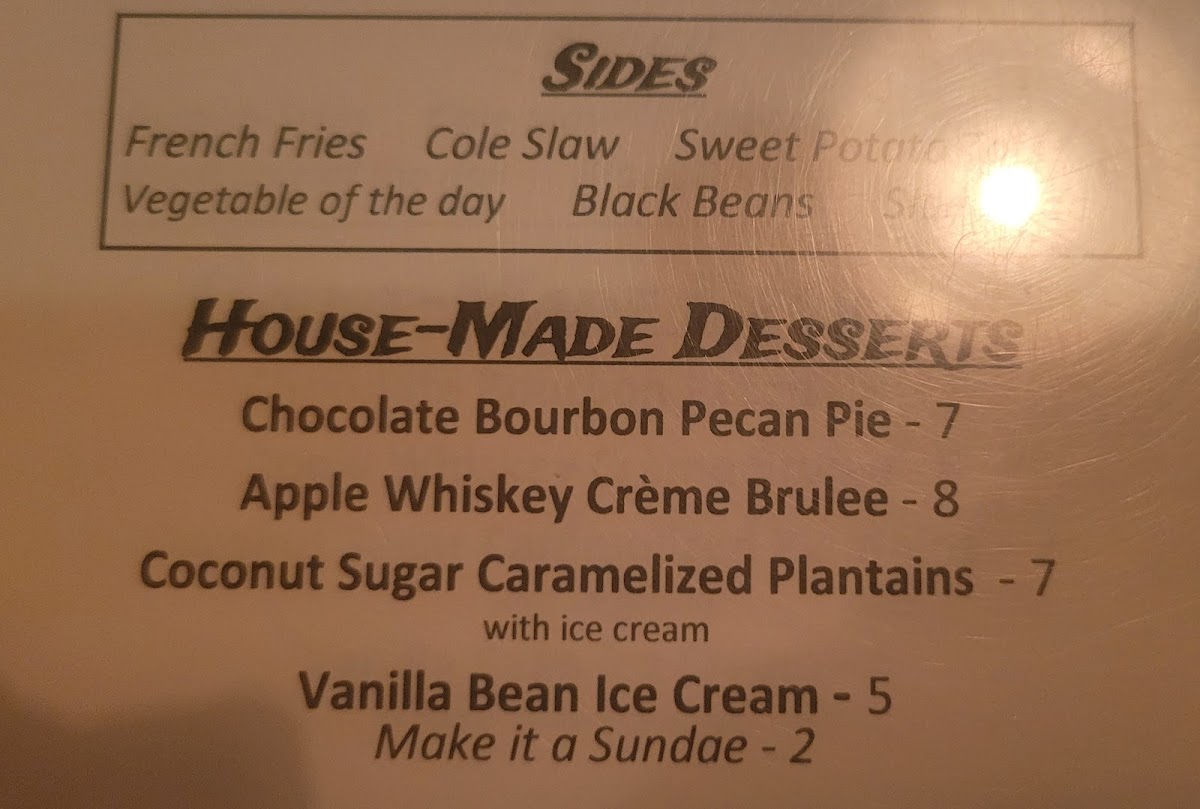 SIDES
French Fries Cole Slaw Sweet Potato
Vegetable of the day Black Beans
HOUSE-MADE DESSERTS
Chocolate Bourbon Pecan Pie - 7
Apple Whiskey Crème Brulee - 8
Coconut Sugar Caramelized Plantains - 7
with ice cream
Vanilla Bean Ice Cream - 5
Make it a Sundae - 2